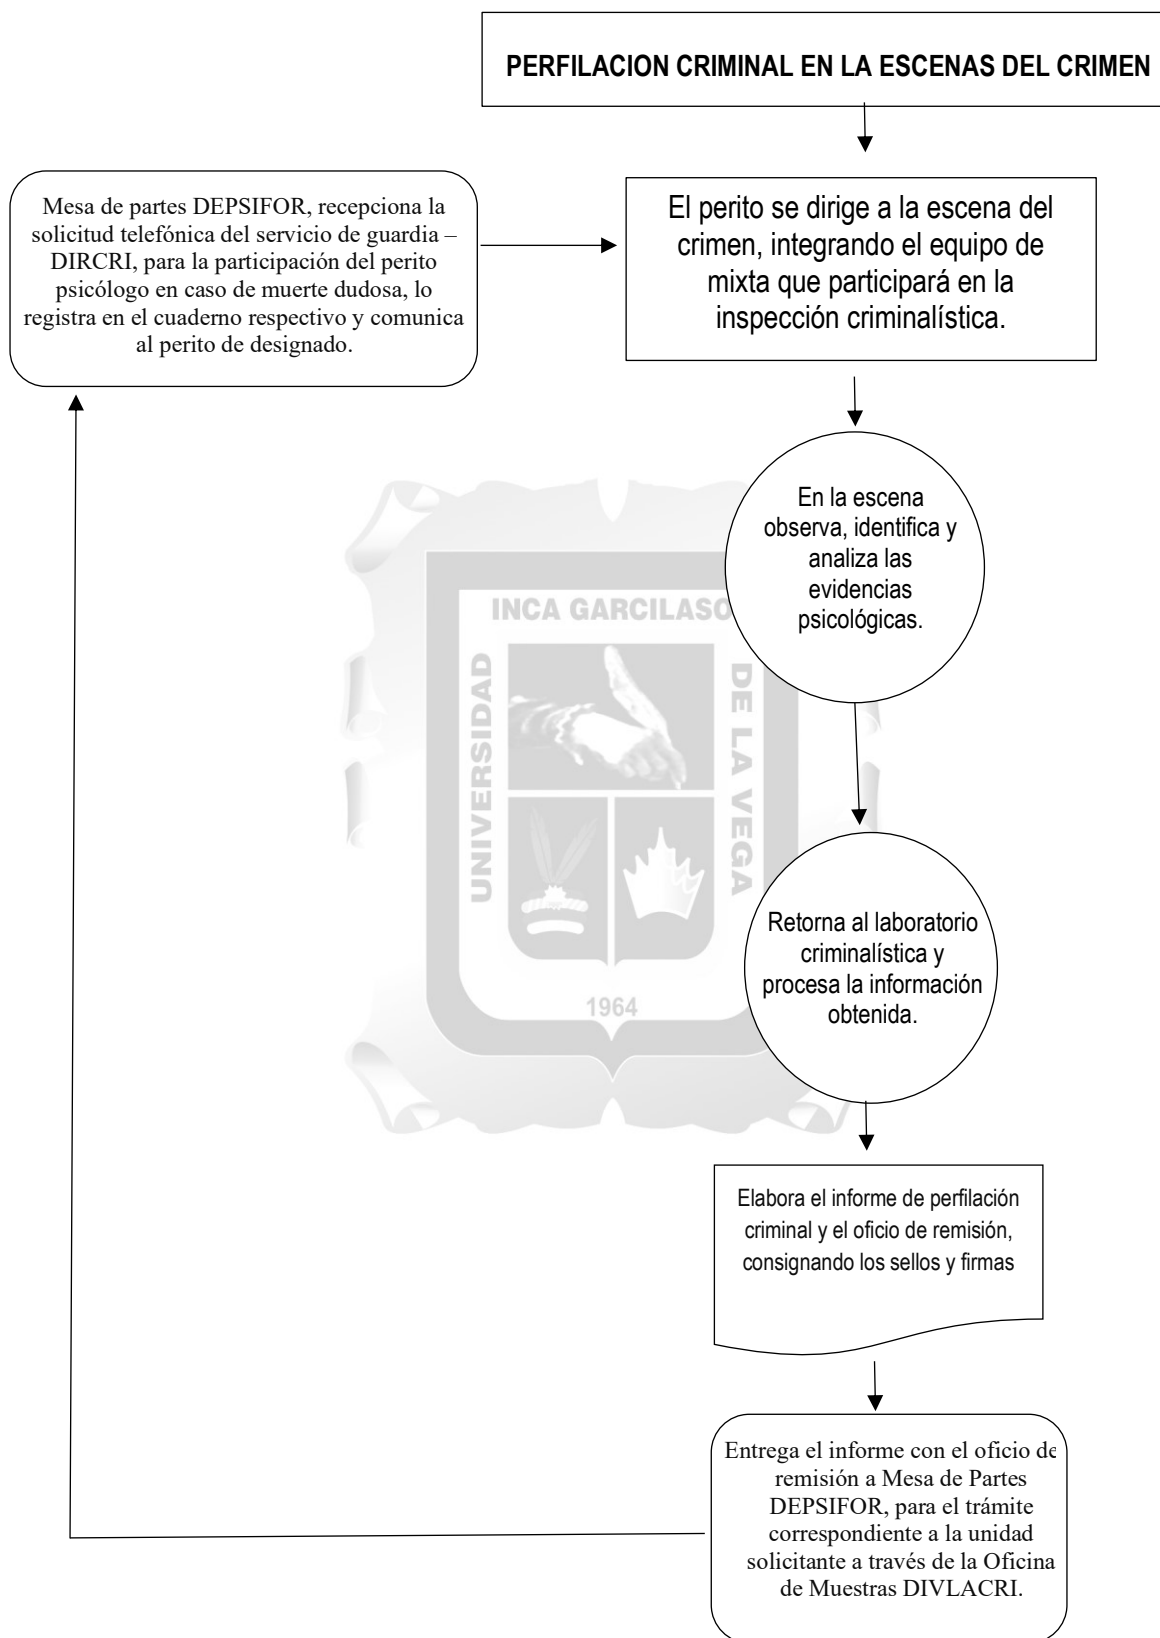 PERFILACION CRIMINAL EN LA ESCENAS DEL CRIMEN
Mesa de partes DEPSIFOR, recepciona la
solicitud telefónica del servicio de guardia –
DIRCRI, para la participación del perito
psicólogo en caso de muerte dudosa, lo
registra en el cuaderno respectivo y comunica
al perito de designado.
El perito se dirige a la escena del
crimen, integrando el equipo de
mixta que participará en la
inspección criminalística.
En la escena
observa, identifica y
analiza las
evidencias
psicológicas.
INCA GARCILASO
UNIVERSIDAD
DE LA VEGA
1964
Retorna al laboratorio
criminalística y
procesa la información
obtenida.
Elabora el informe de perfilación
criminal y el oficio de remisión,
consignando los sellos y firmas
Entrega el informe con el oficio de
remisión a Mesa de Partes
DEPSIFOR, para el trámite
correspondiente a la unidad
solicitante a través de la Oficina
de Muestras DIVLACRI.